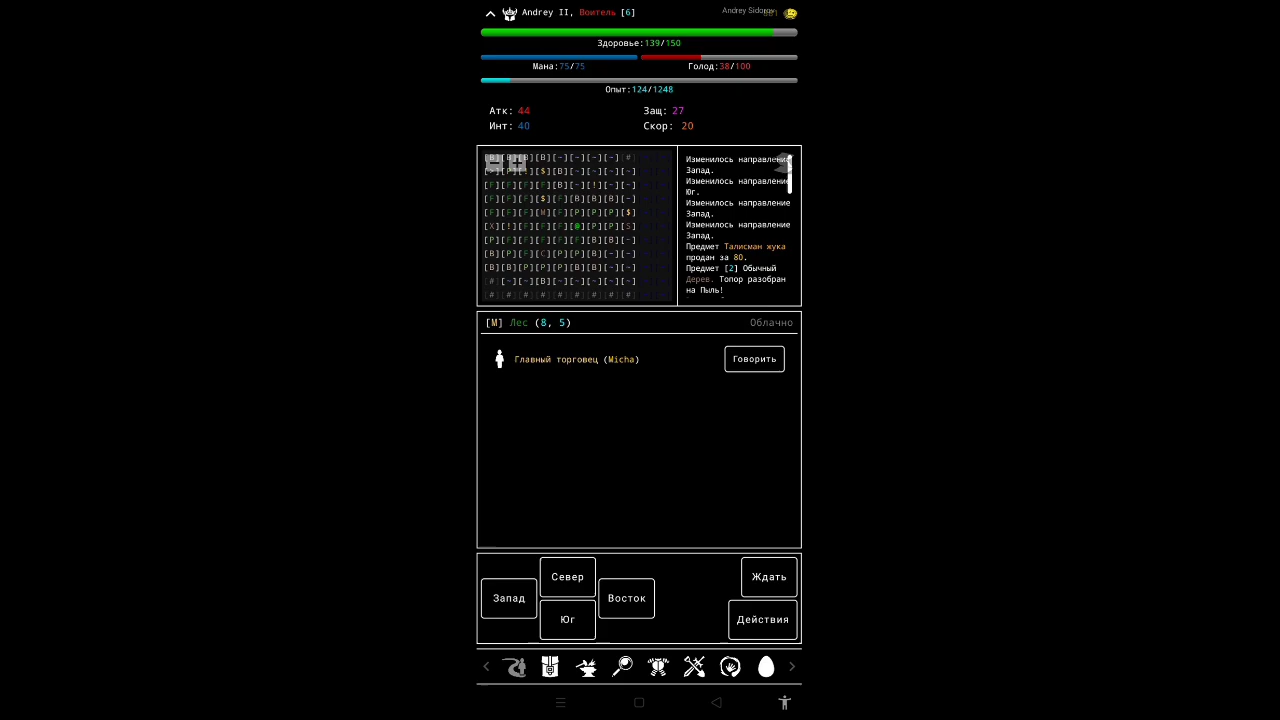 Andrey II, Воитель [6]
Andrey Sidorov
Здоровье:139/150
Мана:75/75
Голод:38/100
Опыт:124/1248
Атк: 44
Защ: 27
Инт: 40
Скор: 20
[B][B][B][B][~][~][~][~][#]
[$][B][~][~][~][~]
[F][F][F][F][B][~][!][~][~]
[F][F][F][$][F][B][B][B][~]
[F][F][F][M][F][P][P][P][$]
[X][!][F][F][F][@][P][P][S]
[P][F][F][F][F][F][B][B][~]
[B][P][F][C][P][P][B][~][~]
[B][B][P][P][P][B][B][~][~]
[#][~][~][B][~][~][~][~][~]
[#][#][#][#][#][#][#][#][#]
Изменилось направление
Запад.
Изменилось направление
Юг.
Изменилось направление
Запад.
Изменилось направление
Запад.
Предмет Талисман жука
продан за 80.
Предмет [2] Обычный
Дерев. Топор разобран
на Пыль!
[M] Лес (8, 5)
Облачно
Главный торговец (Micha)
Говорить
Север
Запад
Восток
Юг
Ждать
Действия